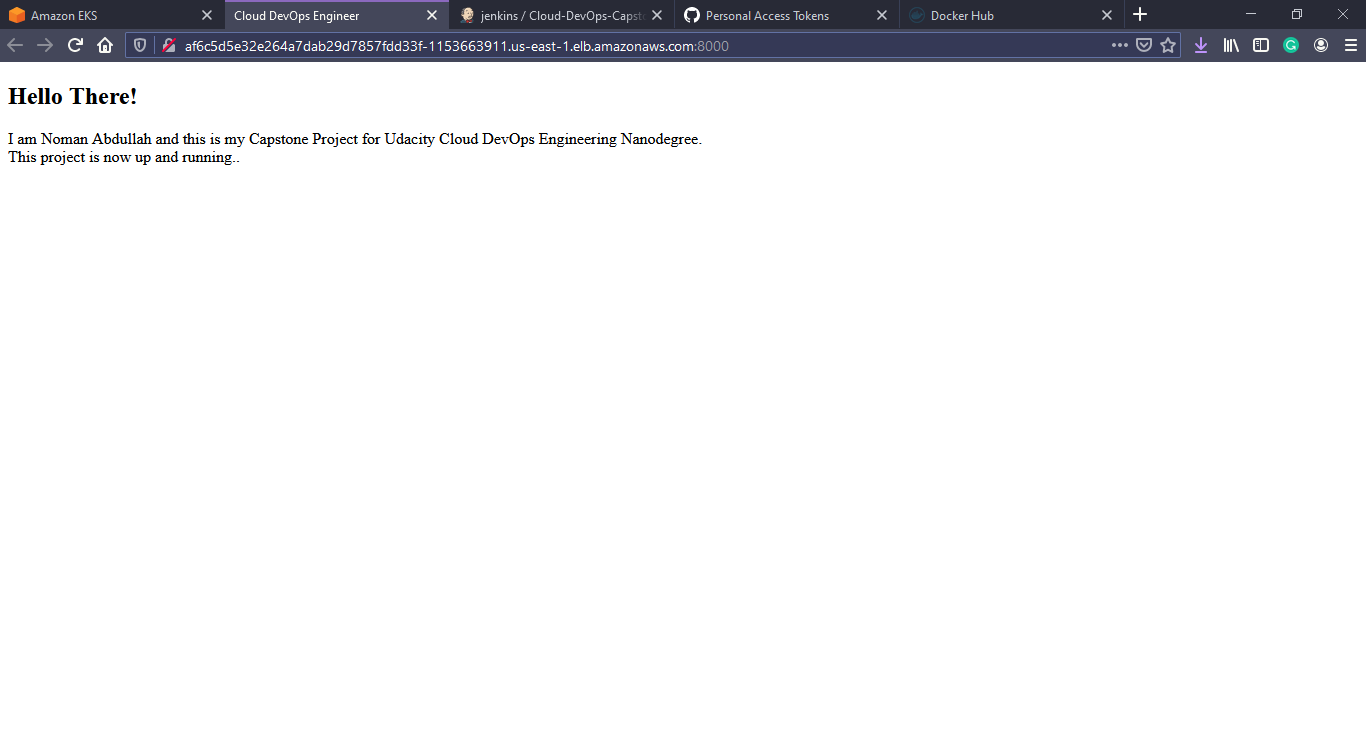 Amazon EKS
Cloud DevOps Engineer
jenkins / Cloud-DevOps-Capst
Personal Access Tokens
Docker Hub
af6c5d5e32e264a7dab29d7857fdd33f-1153663911.us-east-1.elb.amazonaws.com:8000
Hello There!
I am Noman Abdullah and this is my Capstone Project for Udacity Cloud DevOps Engineering Nanodegree.
This project is now up and running..